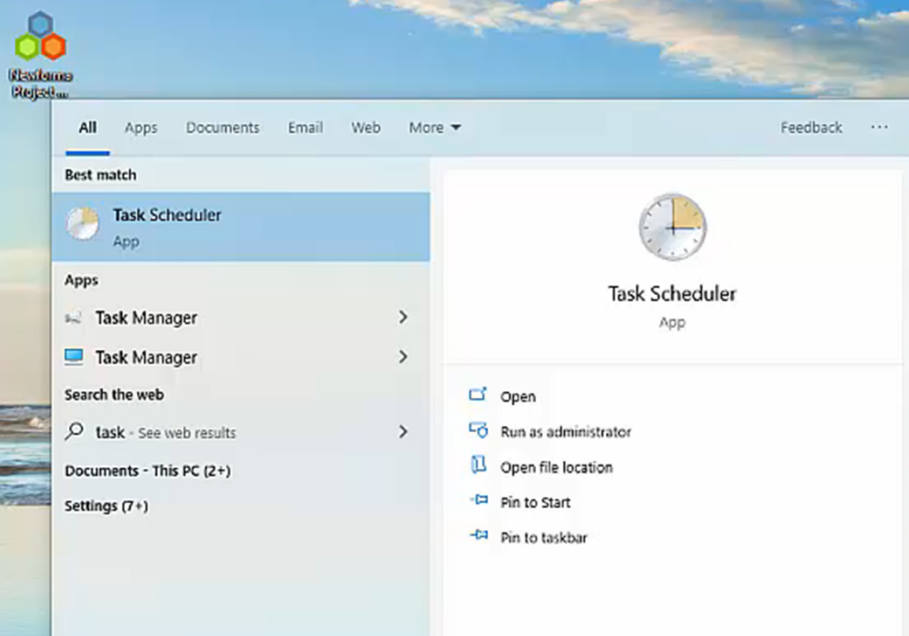 Newforma
Project...
All Apps Documents Email Web More Feedback ...
Best match
Task Scheduler
App
Apps
Task Manager
Task Manager
Search the web
task - See web results
Documents - This PC (2+)
Settings (7+)
Task Scheduler
App
Open
Run as administrator
Open file location
Pin to Start
Pin to taskbar